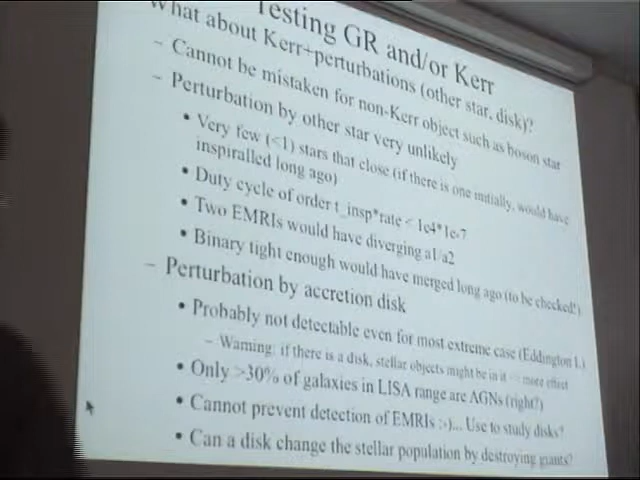 Testing GR and/or Kerr
What about Kerr+perturbations (other star, disk)?
– Cannot be mistaken for non-Kerr object such as boson star
– Perturbation by other star very unlikely
• Very few (<1) stars that close (if there is one initially, would have
inspiralled long ago)
• Duty cycle of order t_insp*rate < 1e4*1e-7
• Two EMRIs would have diverging a1/a2
• Binary tight enough would have merged long ago (to be checked!)
– Perturbation by accretion disk
• Probably not detectable even for most extreme case (Eddington L)
– Warning: if there is a disk, stellar objects might be in it more effect
• Only >30% of galaxies in LISA range are AGNs (right?)
• Cannot prevent detection of EMRIs :-)... Use to study disks?
• Can a disk change the stellar population by destroying giants?